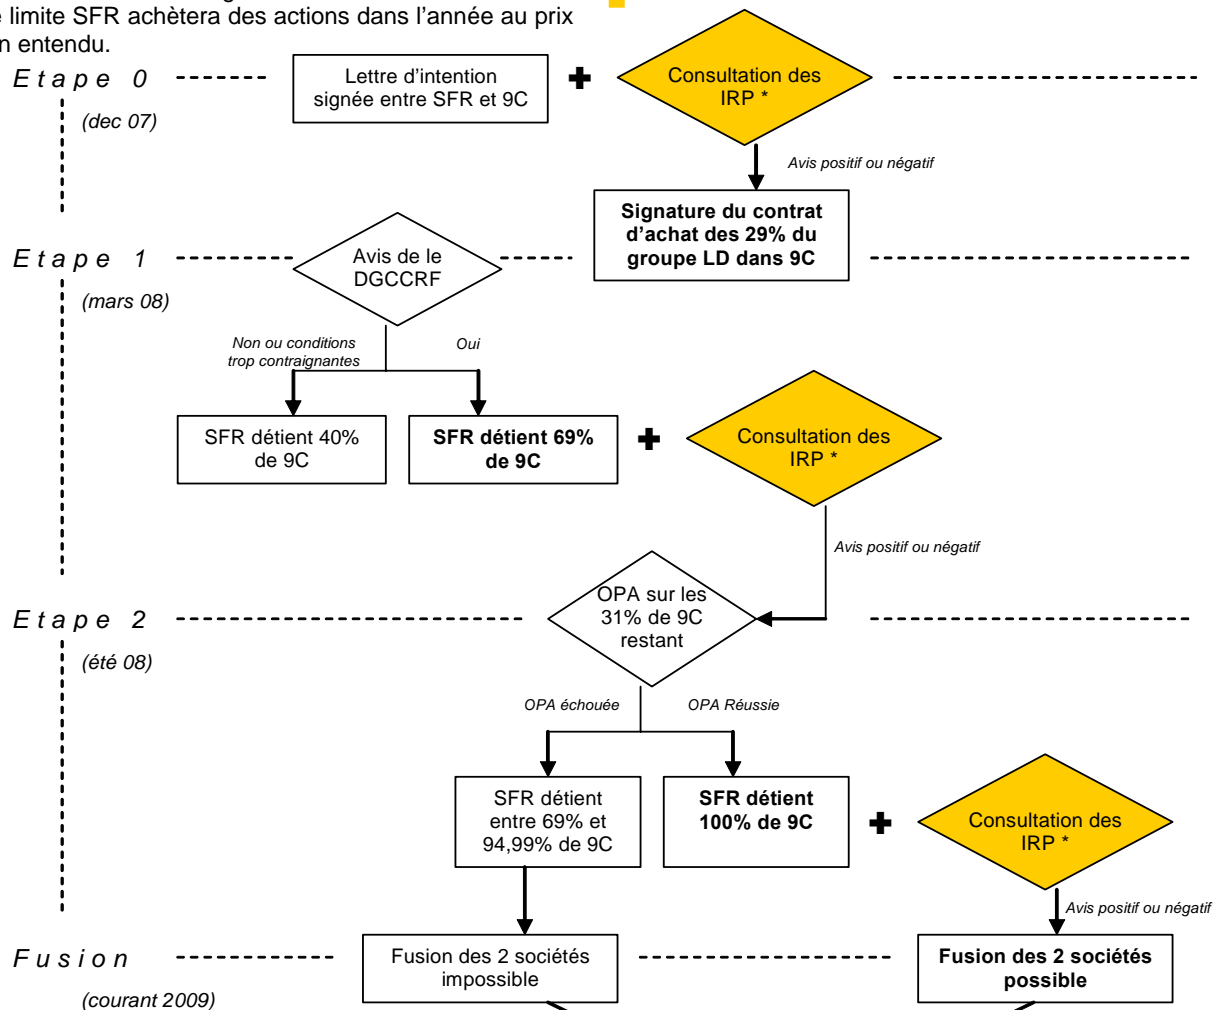 e limite SFR achètera des actions dans l'année au prix
n entendu.
Etape 0
(dec 07)
Lettre d'intention
signée entre SFR et 9C
+
Consultation des
IRP *
Avis positif ou négatif
Signature du contrat
d'achat des 29% du
groupe LD dans 9C
Etape 1
(mars 08)
Avis de le
DGCCRF
Non ou conditions
trop contraignantes
Oui
SFR détient 40%
de 9C
SFR détient 69%
de 9C
+
Consultation des
IRP *
Avis positif ou négatif
Etape 2
(été 08)
OPA sur les
31% de 9C
restant
OPA échouée
OPA Réussie
SFR détient
entre 69% et
94,99% de 9C
SFR détient
100% de 9C
+
Consultation des
IRP *
Avis positif ou négatif
Fusion
(courant 2009)
Fusion des 2 sociétés
impossible
Fusion des 2 sociétés
possible